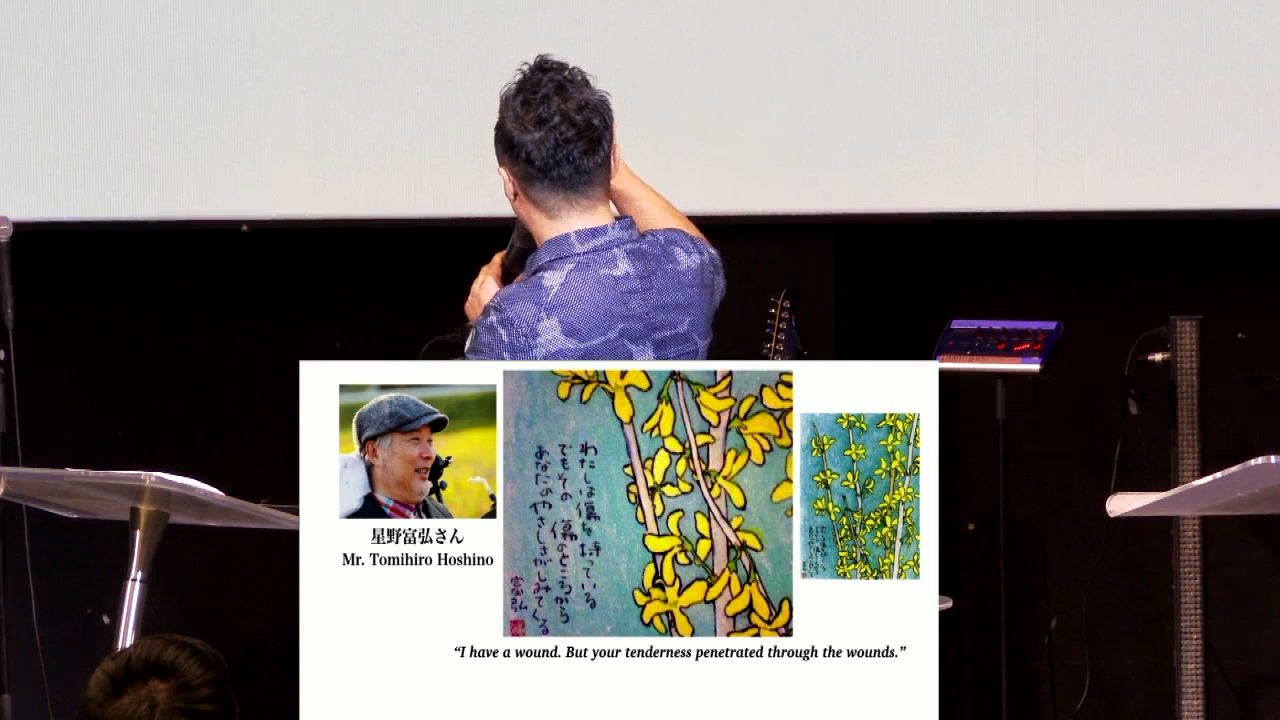 星野富弘さん
Mr. Tomihiro Hoshino
わたしは傷を持っている
でもその 傷のところから
あなたのやさしさがしみてくる
富弘
“I have a wound. But your tenderness penetrated through the wounds.”